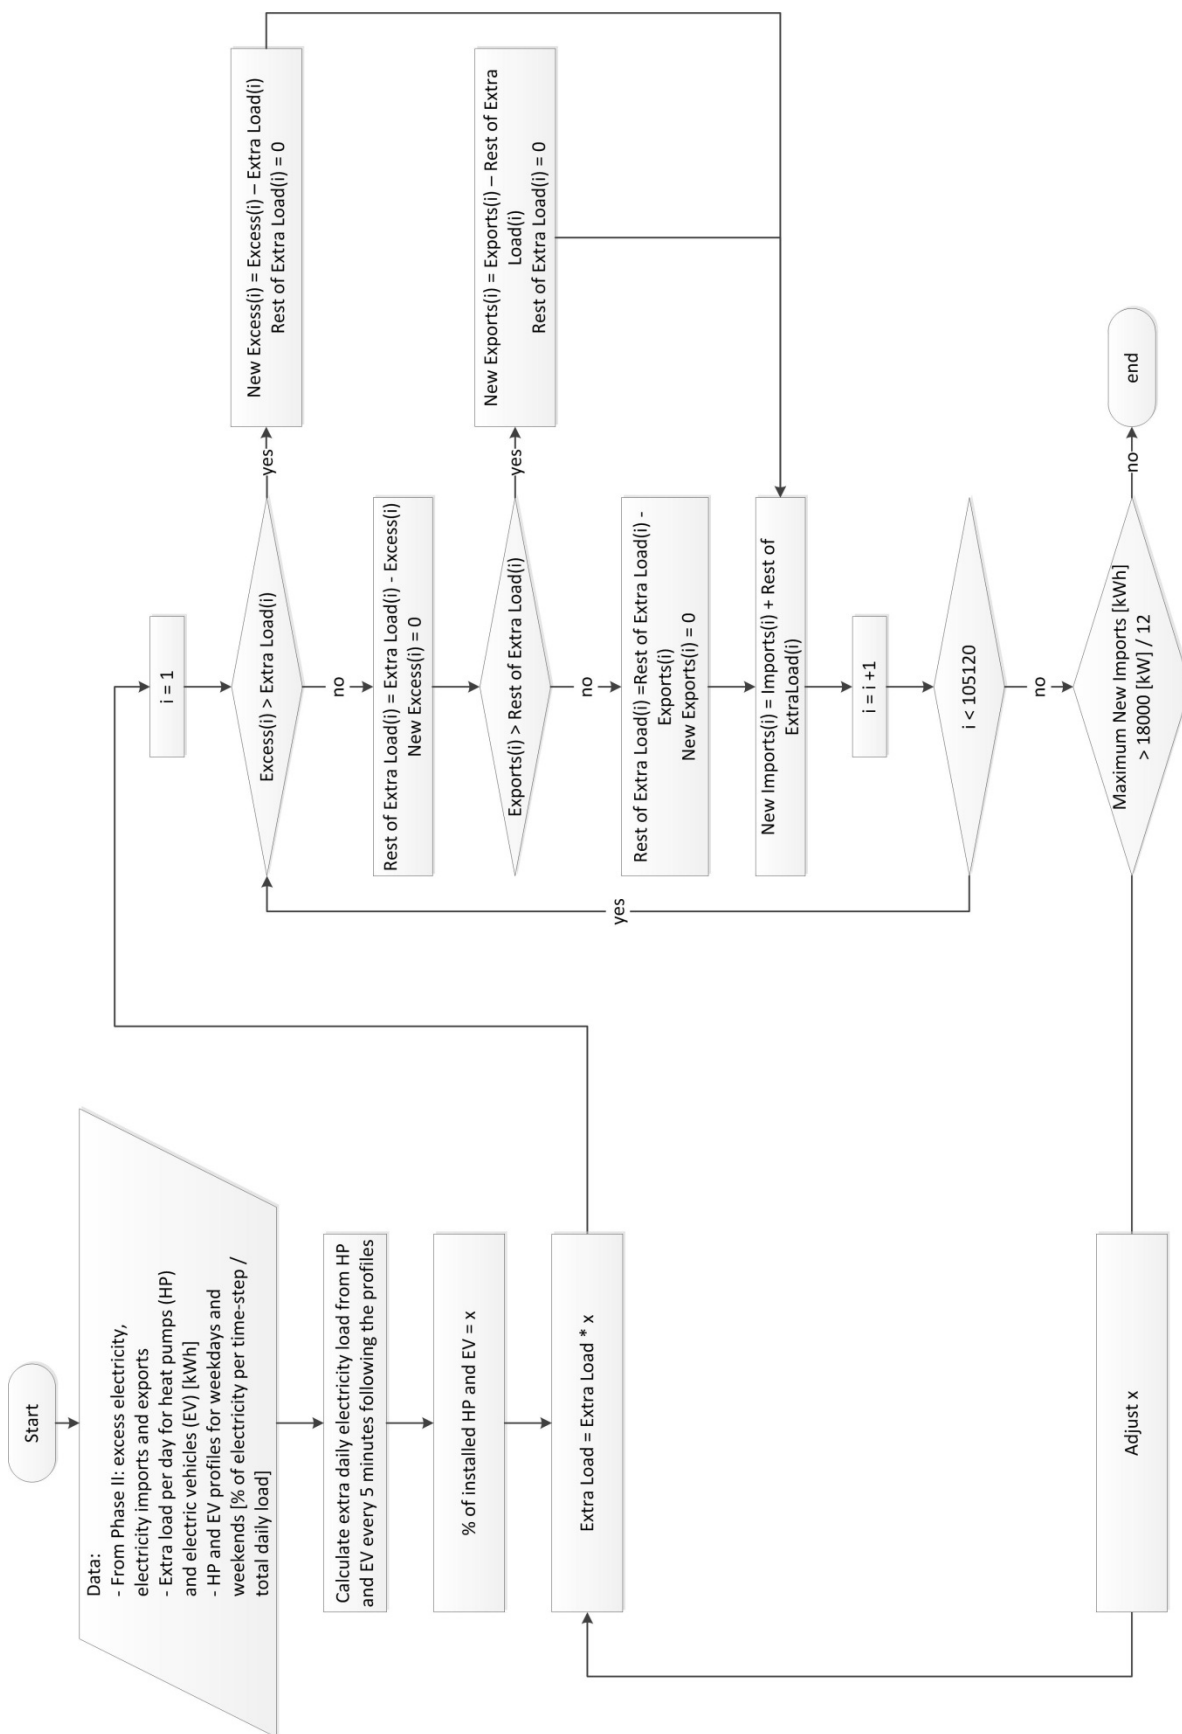 Start
Data:
- From Phase II: excess electricity,
electricity imports and exports
- Extra load per day for heat pumps (HP)
and electric vehicles (EV) [kWh]
- HP and EV profiles for weekdays and
weekends [% of electricity per time-step /
total daily load]
Calculate extra daily electricity load from HP
and EV every 5 minutes following the profiles
% of installed HP and EV = x
Extra Load = Extra Load * x
i = 1
Excess(i) > Extra Load(i)
yes
New Excess(i) = Excess(i) – Extra Load(i)
Rest of Extra Load(i) = 0
no
Rest of Extra Load(i) = Extra Load(i) - Excess(i)
New Excess(i) = 0
Exports(i) > Rest of Extra Load(i)
yes
New Exports(i) = Exports(i) – Rest of Extra
Load(i)
Rest of Extra Load(i) = 0
no
Rest of Extra Load(i) =Rest of Extra Load(i) -
Exports(i)
New Exports(i) = 0
New Imports(i) = Imports(i) + Rest of
ExtraLoad(i)
i = i +1
i < 105120
yes
no
Maximum New Imports [kWh]
> 18000 [kW] / 12
no
end
Adjust x